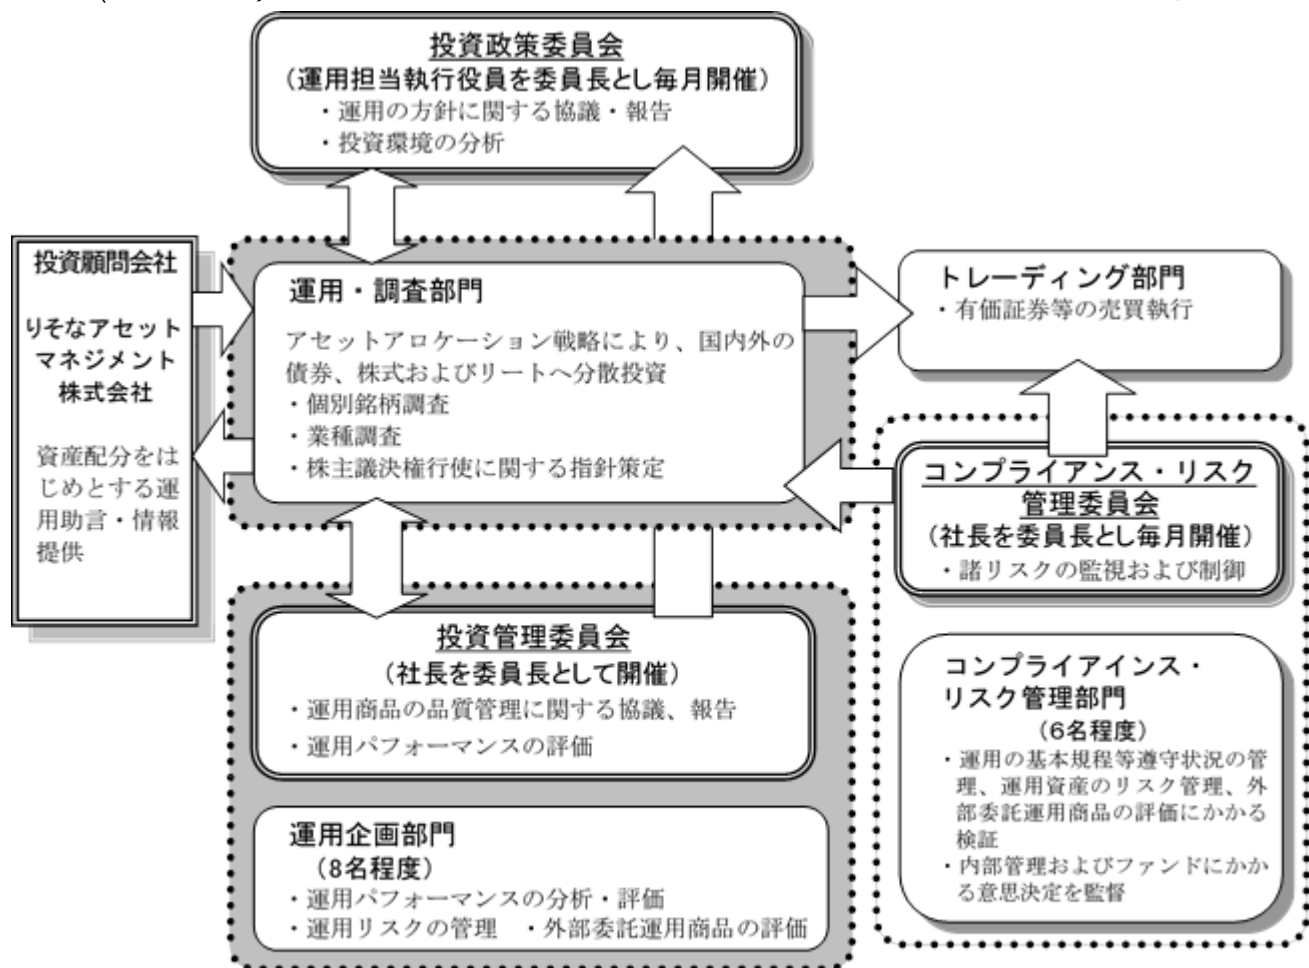 投資政策委員会
（運用担当執行役員を委員長とし毎月開催）
・運用の方針に関する協議・報告
・投資環境の分析
投資顧問会社
りそなアセット
マネジメント
株式会社
資産配分をは
じめとする運
用助言・情報
提供
運用・調査部門
アセットアロケーション戦略により、国内外の
債券、株式およびリートへ分散投資
・個別銘柄調査
・業種調査
・株主議決権行使に関する指針策定
トレーディング部門
・有価証券等の売買執行
コンプライアンス・リスク
管理委員会
（社長を委員長とし毎月開催）
・諸リスクの監視および制御
投資管理委員会
（社長を委員長として開催）
・運用商品の品質管理に関する協議、報告
・運用パフォーマンスの評価
運用企画部門
（8名程度）
・運用パフォーマンスの分析・評価
・運用リスクの管理　・外部委託運用商品の評価
コンプライアインス・
リスク管理部門
（6名程度）
・運用の基本規程等遵守状況の管
理、運用資産のリスク管理、外
部委託運用商品の評価にかかる
検証
・内部管理およびファンドにかか
る意思決定を監督